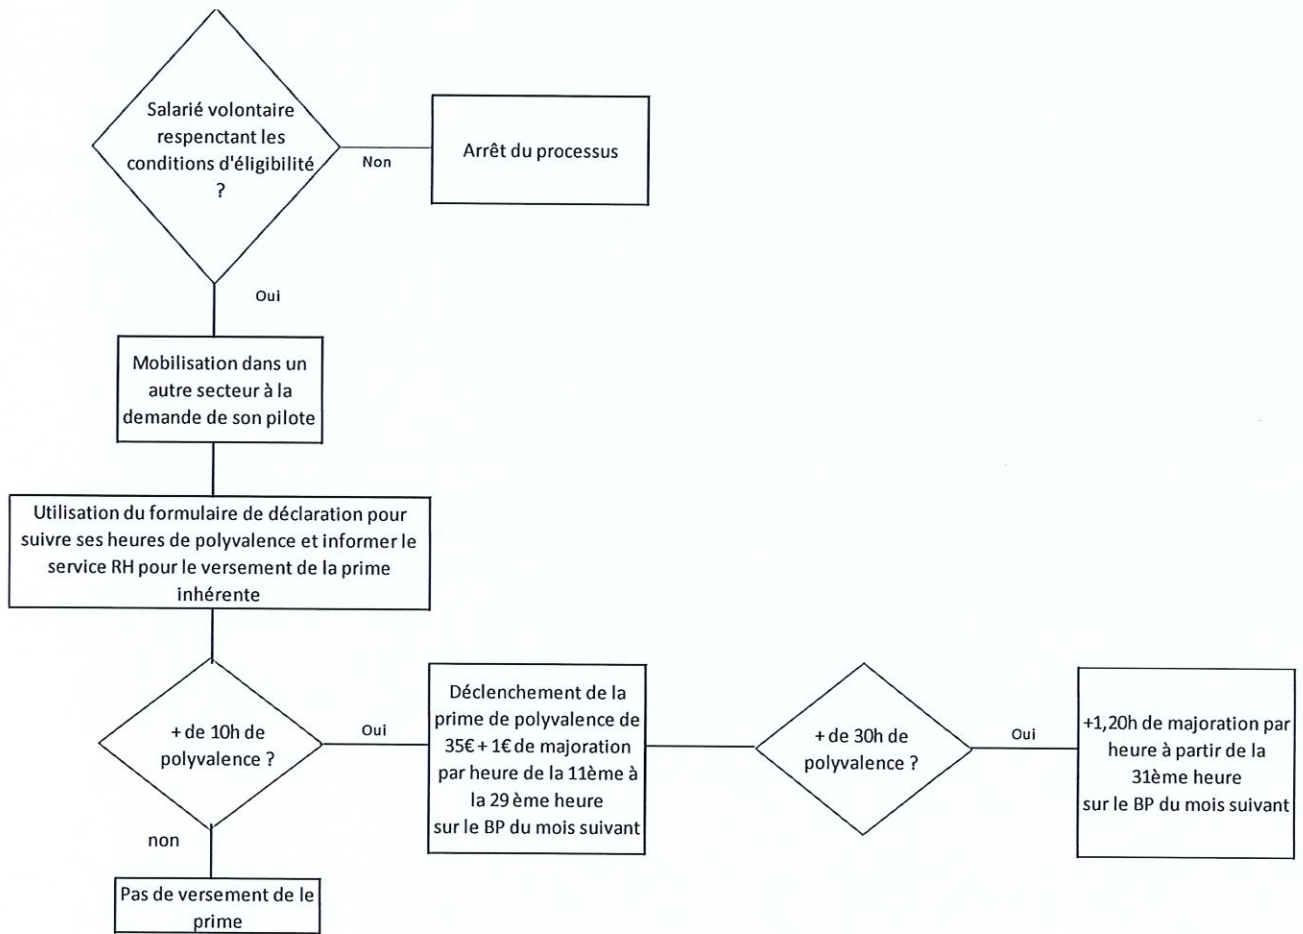 Salarié volontaire
respenctant les
conditions d'éligibilité
?
Non
Arrêt du processus
Oui
Mobilisation dans un
autre secteur à la
demande de son pilote
Utilisation du formulaire de déclaration pour
suivre ses heures de polyvalence et informer le
service RH pour le versement de la prime
inhérente
+ de 10h de
polyvalence ?
Oui
Déclenchement de la
prime de polyvalence de
35€ + 1€ de majoration
par heure de la 11ème à
la 29 ème heure
sur le BP du mois suivant
+ de 30h de
polyvalence ?
Oui
+1,20h de majoration par
heure à partir de la
31ème heure
sur le BP du mois suivant
non
Pas de versement de le
prime